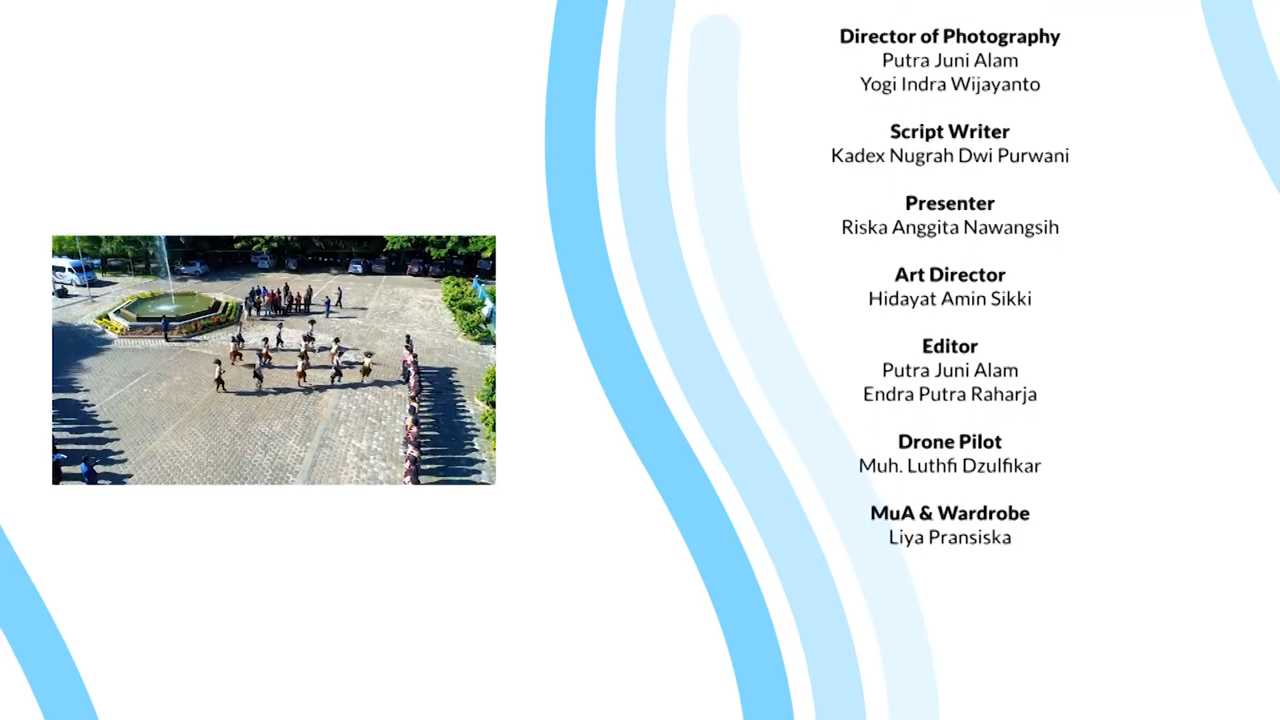 Director of Photography
Putra Juni Alam
Yogi Indra Wijayanto
Script Writer
Kadex Nugrah Dwi Purwani
Presenter
Riska Anggita Nawangsih
Art Director
Hidayat Amin Sikki
Editor
Putra Juni Alam
Endra Putra Raharja
Drone Pilot
Muh. Luthfi Dzulfikar
MuA & Wardrobe
Liya Pransiska